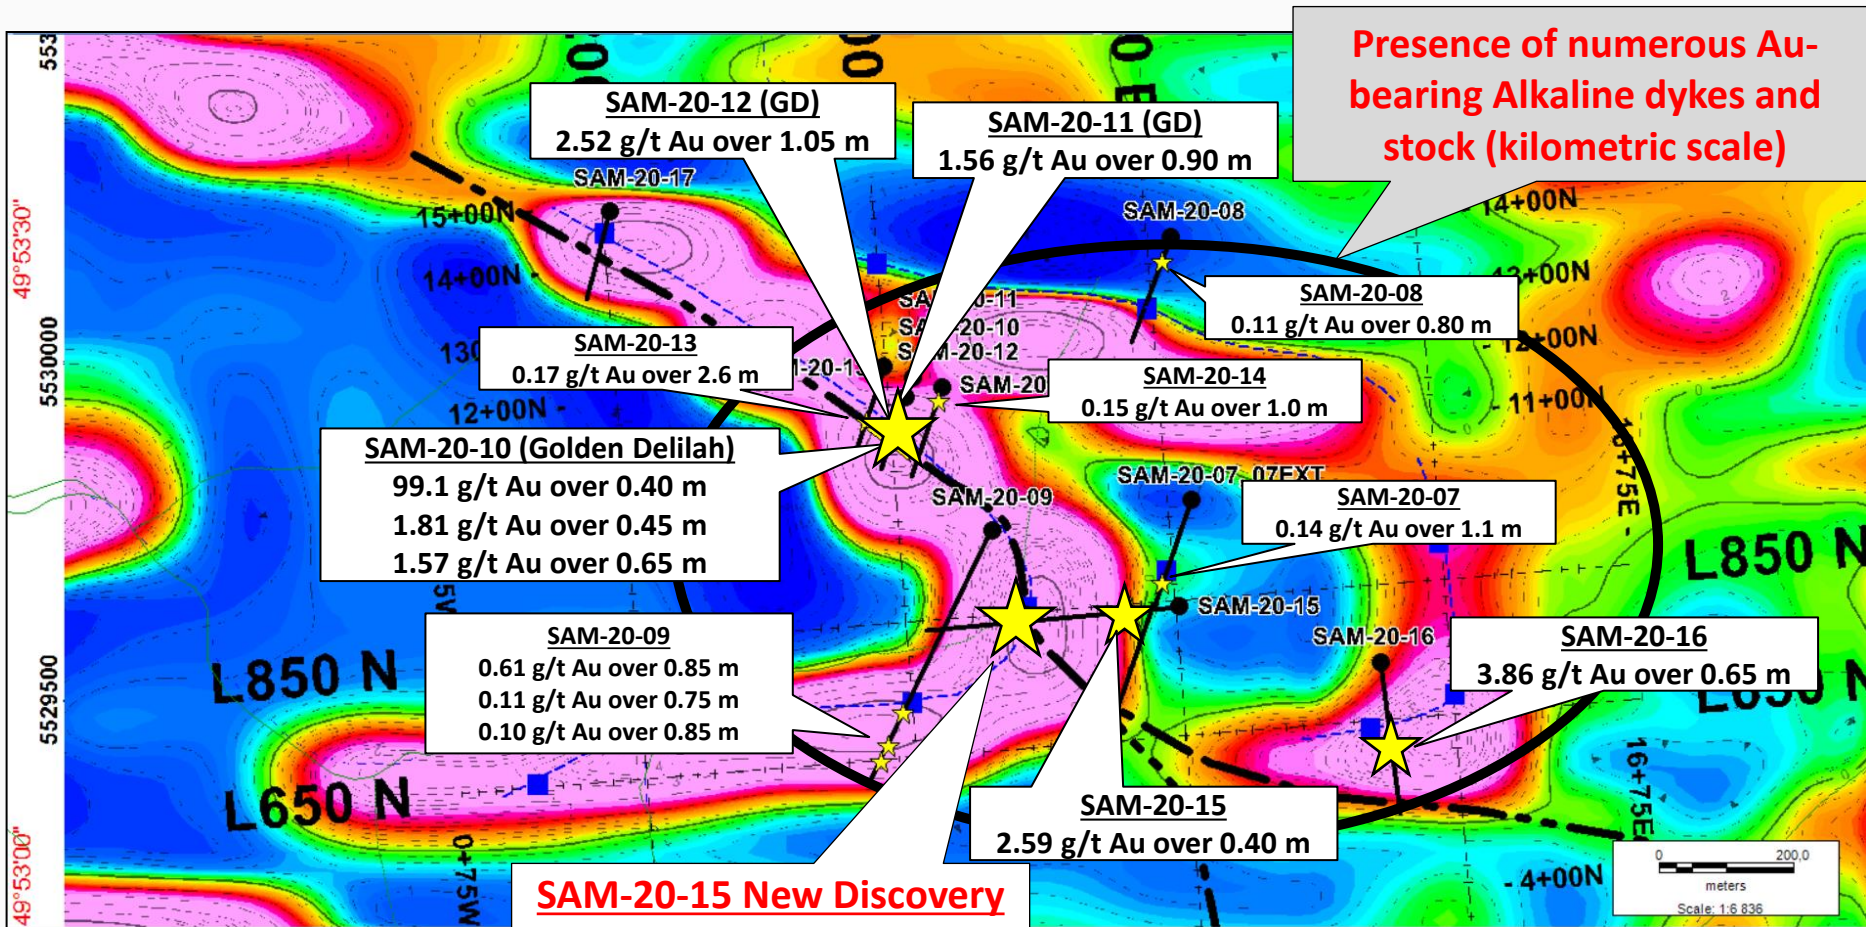 Presence of numerous Au-
bearing Alkaline dykes and
stock (kilometric scale)
SAM-20-12 (GD)
2.52 g/t Au over 1.05 m
SAM-20-11 (GD)
1.56 g/t Au over 0.90 m
SAM-20-17
SAM-20-08
15+00N
14+00N
14+00N -
13+00N
49°53'30"
SAM-20-08
0.11 g/t Au over 0.80 m
SAM-20-13
0.17 g/t Au over 2.6 m
SAM-20-12
- 12+00N
5530000
SAM-20-14
0.15 g/t Au over 1.0 m
12+00N -
- 11+00N
SAM-20-10 (Golden Delilah)
99.1 g/t Au over 0.40 m
1.81 g/t Au over 0.45 m
1.57 g/t Au over 0.65 m
SAM-20-09
SAM-20-07_07EXT
SAM-20-07
0.14 g/t Au over 1.1 m
16+75E -
L850 N
SAM-20-15
SAM-20-16
SAM-20-09
0.61 g/t Au over 0.85 m
0.11 g/t Au over 0.75 m
0.10 g/t Au over 0.85 m
SAM-20-16
3.86 g/t Au over 0.65 m
L850 N
L650 N
5529500
L650 N
16+75E
SAM-20-15
2.59 g/t Au over 0.40 m
SAM-20-15 New Discovery
0+75W
49°53'00"
- 4+00N
0 200,0
meters
Scale: 1:6 836